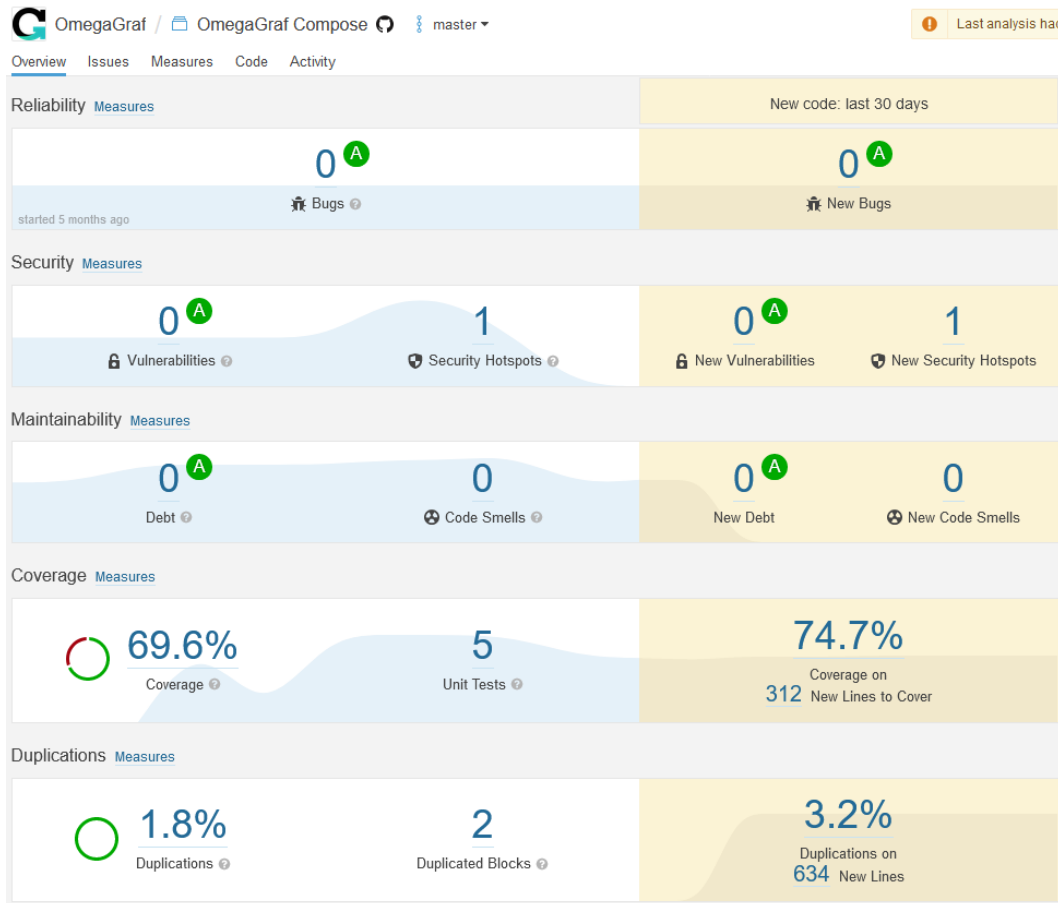 OmegaGraf / OmegaGraf Compose master
Last analysis had
Overview Issues Measures Code Activity
Reliability Measures
New code: last 30 days
0 A
Bugs ?
started 5 months ago
0 A
New Bugs
Security Measures
0 A 1
Vulnerabilities ? Security Hotspots ?
0 A 1
New Vulnerabilities New Security Hotspots
Maintainability Measures
0 A 0
Debt ? Code Smells ?
0 A 0
New Debt New Code Smells
Coverage Measures
69.6% 5
Coverage ? Unit Tests ?
74.7%
Coverage on
312 New Lines to Cover
Duplications Measures
1.8% 2
Duplications ? Duplicated Blocks ?
3.2%
Duplications on
634 New Lines